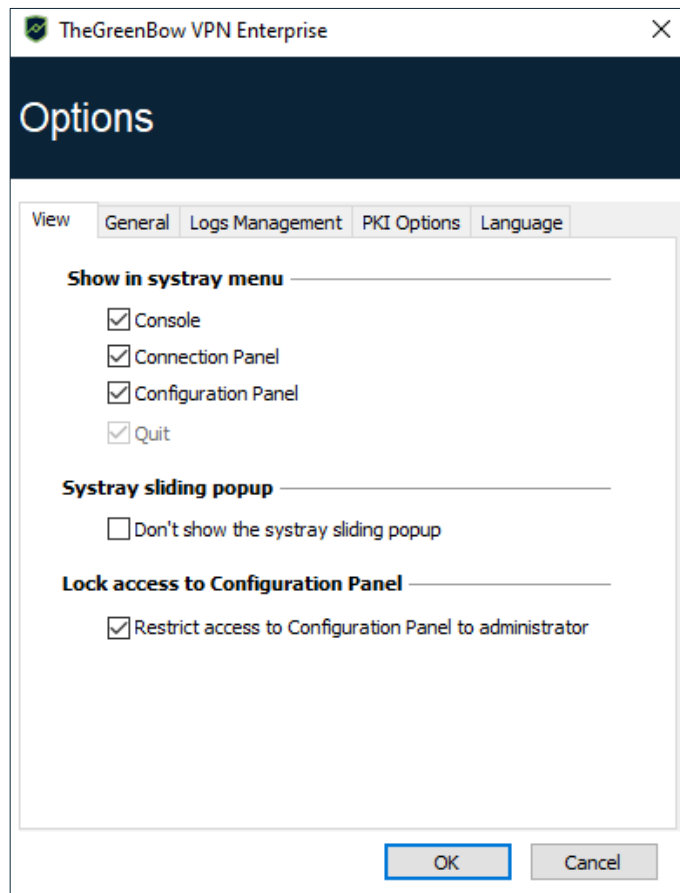 TheGreenBow VPN Enterprise
Options
View General Logs Management PKI Options Language
Show in systray menu
Console
Connection Panel
Configuration Panel
Quit
Systray sliding popup
Don't show the systray sliding popup
Lock access to Configuration Panel
Restrict access to Configuration Panel to administrator
OK Cancel